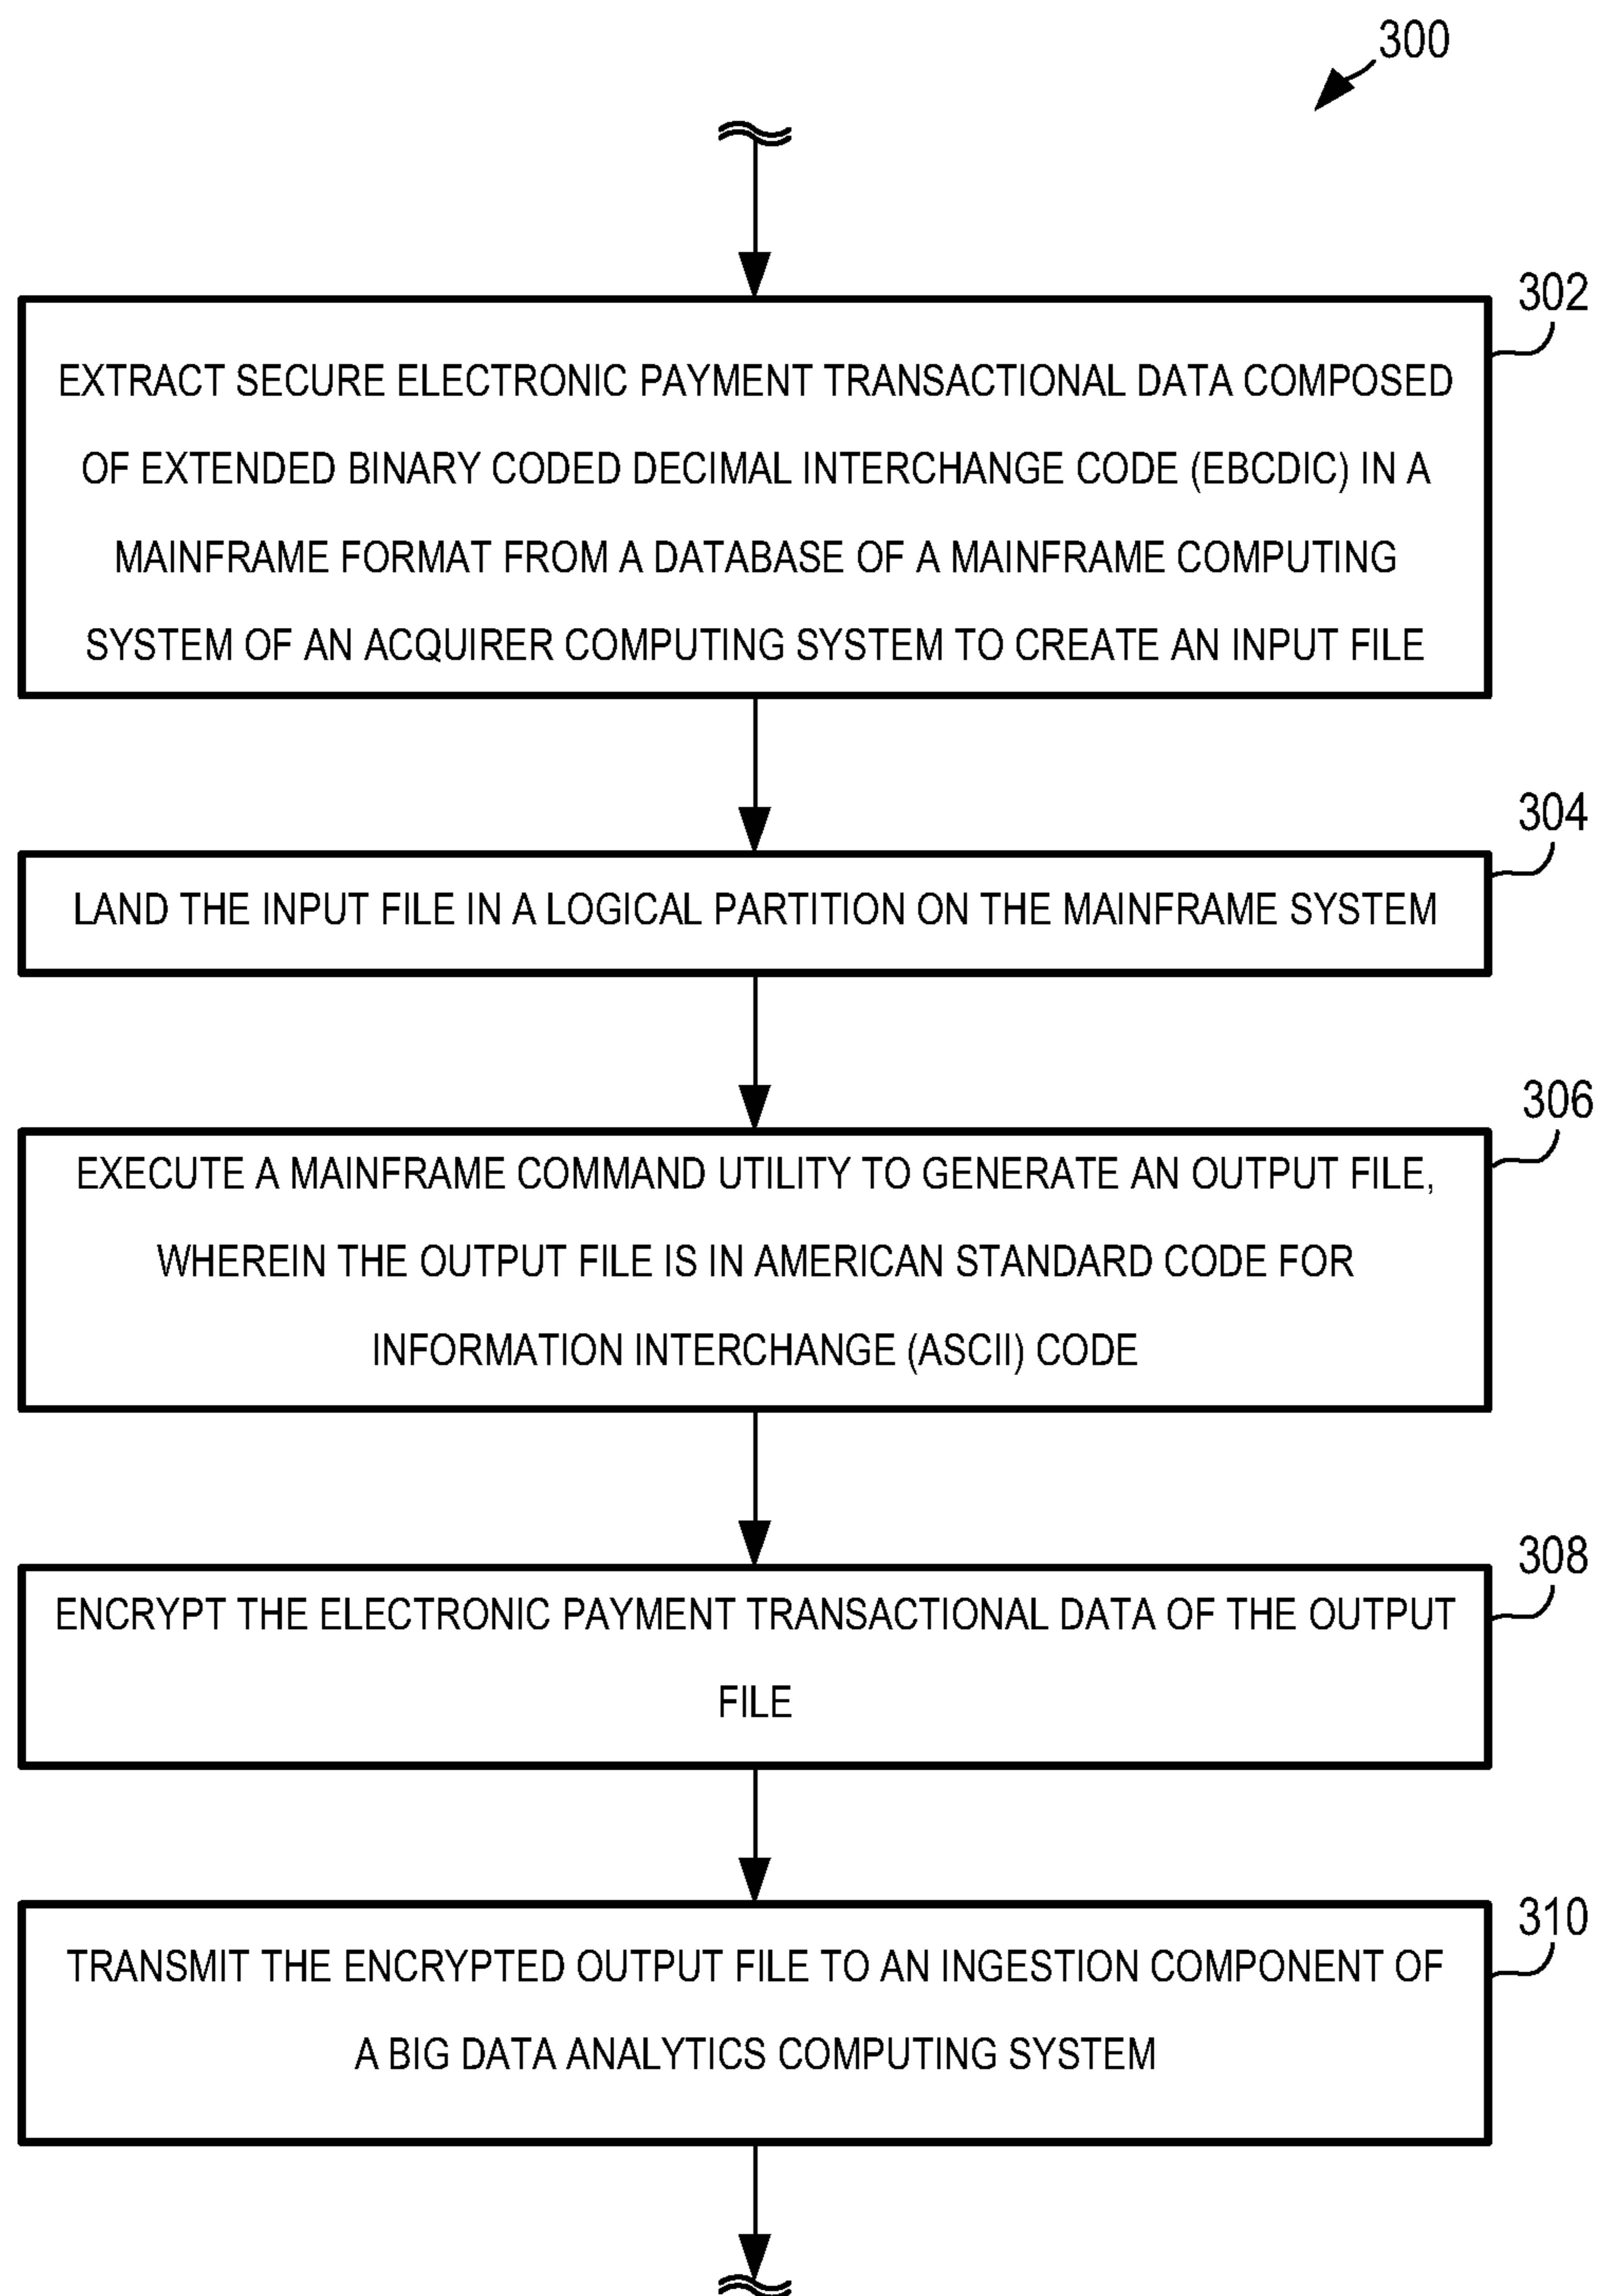 300
302
EXTRACT SECURE ELECTRONIC PAYMENT TRANSACTIONAL DATA COMPOSED
OF EXTENDED BINARY CODED DECIMAL INTERCHANGE CODE (EBCDIC) IN A
MAINFRAME FORMAT FROM A DATABASE OF A MAINFRAME COMPUTING
SYSTEM OF AN ACQUIRER COMPUTING SYSTEM TO CREATE AN INPUT FILE
304
LAND THE INPUT FILE IN A LOGICAL PARTITION ON THE MAINFRAME SYSTEM
306
EXECUTE A MAINFRAME COMMAND UTILITY TO GENERATE AN OUTPUT FILE,
WHEREIN THE OUTPUT FILE IS IN AMERICAN STANDARD CODE FOR
INFORMATION INTERCHANGE (ASCII) CODE
308
ENCRYPT THE ELECTRONIC PAYMENT TRANSACTIONAL DATA OF THE OUTPUT
FILE
310
TRANSMIT THE ENCRYPTED OUTPUT FILE TO AN INGESTION COMPONENT OF
A BIG DATA ANALYTICS COMPUTING SYSTEM